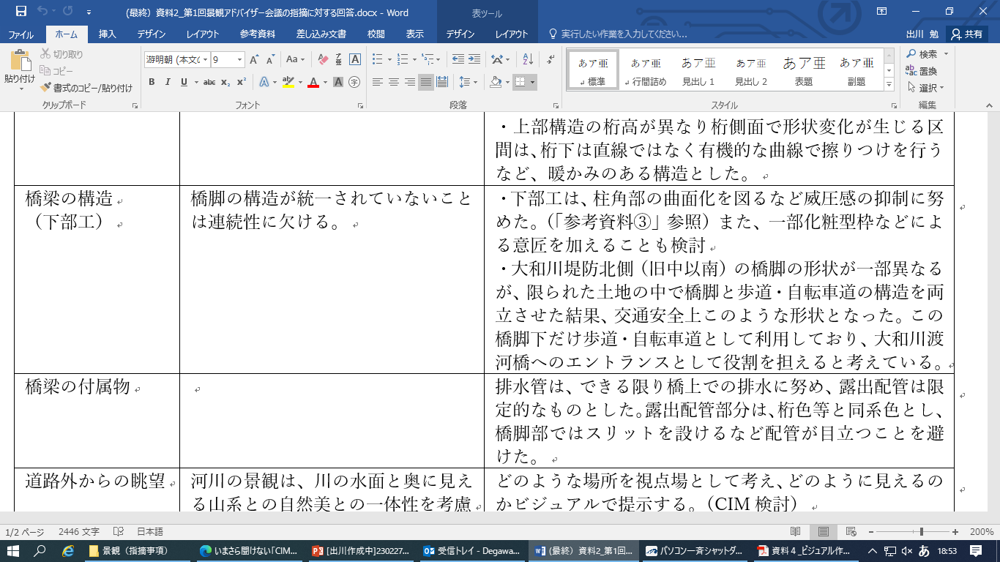 (最終）資料2_第1回景観アドバイザー会議の指摘に対する回答.docx - Word
表ツール
ファイル ホーム 挿入 デザイン レイアウト 参考資料 差し込み文書 校閲 表示 デザイン レイアウト 実行したい作業を入力してください... 出川 勉 共有
貼り付け
切り取り
コピー
書式のコピー/貼り付け
クリップボード
游明朝 (本文(
9
フォント
段落
あア亜 標準
あア亜 行間詰め
あア亜 見出し 1
あア亜 見出し 2
あア亜 表題
あア亜 副題
スタイル
検索
置換
選択
編集
・上部構造の桁高が異なり桁側面で形状変化が生じる区
間は、桁下は直線ではなく有機的な曲線で擦りつけを行う
など、暖かみのある構造とした。
橋梁の構造
（下部工）
橋脚の構造が統一されていないこと
は連続性に欠ける。
・下部工は、柱角部の曲面化を図るなど威圧感の抑制に努
めた。（「参考資料③」参照）また、一部化粧型枠などによ
る意匠を加えることも検討
・大和川堤防北側（旧中以南）の橋脚の形状が一部異なる
が、限られた土地の中で橋脚と歩道・自転車道の構造を両
立させた結果、交通安全上このような形状となった。この
橋脚下だけ歩道・自転車道として利用しており、大和川渡
河橋へのエントランスとして役割を担えると考えている。
橋梁の付属物
排水管は、できる限り橋上での排水に努め、露出配管は限
定的なものとした。露出配管部分は、桁色等と同系色とし、
橋脚部ではスリットを設けるなど配管が目立つことを避
けた。
道路外からの眺望
河川の景観は、川の水面と奥に見え
る山系との自然美との一体性を考慮
どのような場所を視点場として考え、どのように見えるの
かビジュアルで提示する。（CIM 検討）
1/2 ページ 2446 文字 日本語 200%
景観（指摘事項） いまさら聞けない「CIM... [出川作成中]230227... 受信トレイ - Degawa... (最終）資料2_第1回... パソコン一斉シャットダ... 資料４_ビジュアル作... あ 18:53